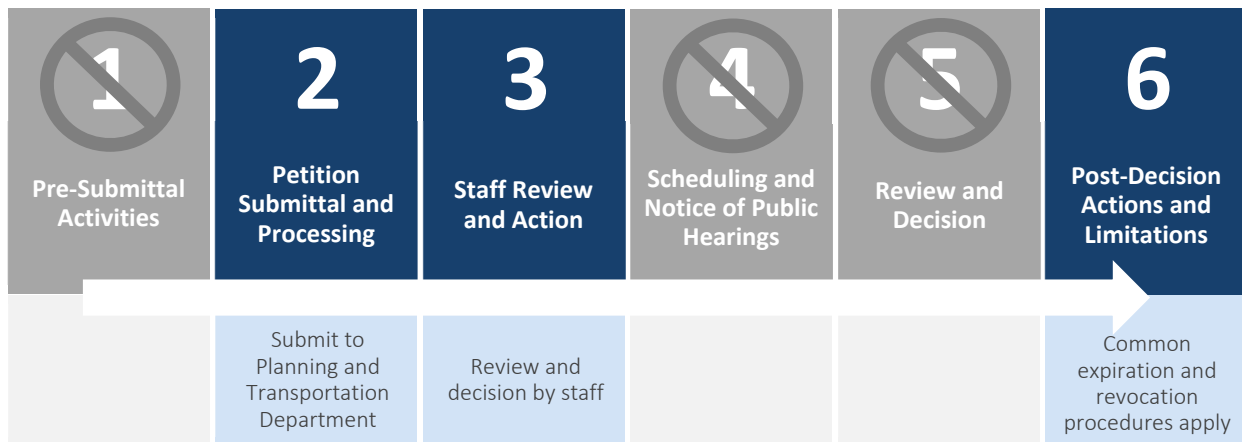 1
Pre-Submittal
Activities
2
Petition
Submittal and
Processing
Submit to
Planning and
Transportation
Department
3
Staff Review
and Action
Review and
decision by staff
4
Scheduling and
Notice of Public
Hearings
5
Review and
Decision
6
Post-Decision
Actions and
Limitations
Common
expiration and
revocation
procedures apply